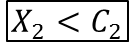 X₂ < C₂